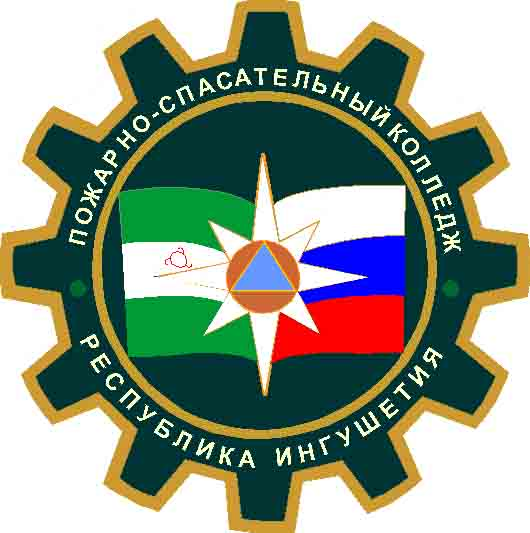 ПОЖАРНО-СПАСАТЕЛЬНЫЙ КОЛЛЕДЖ
РЕСПУБЛИКА ИНГУШЕТИЯ